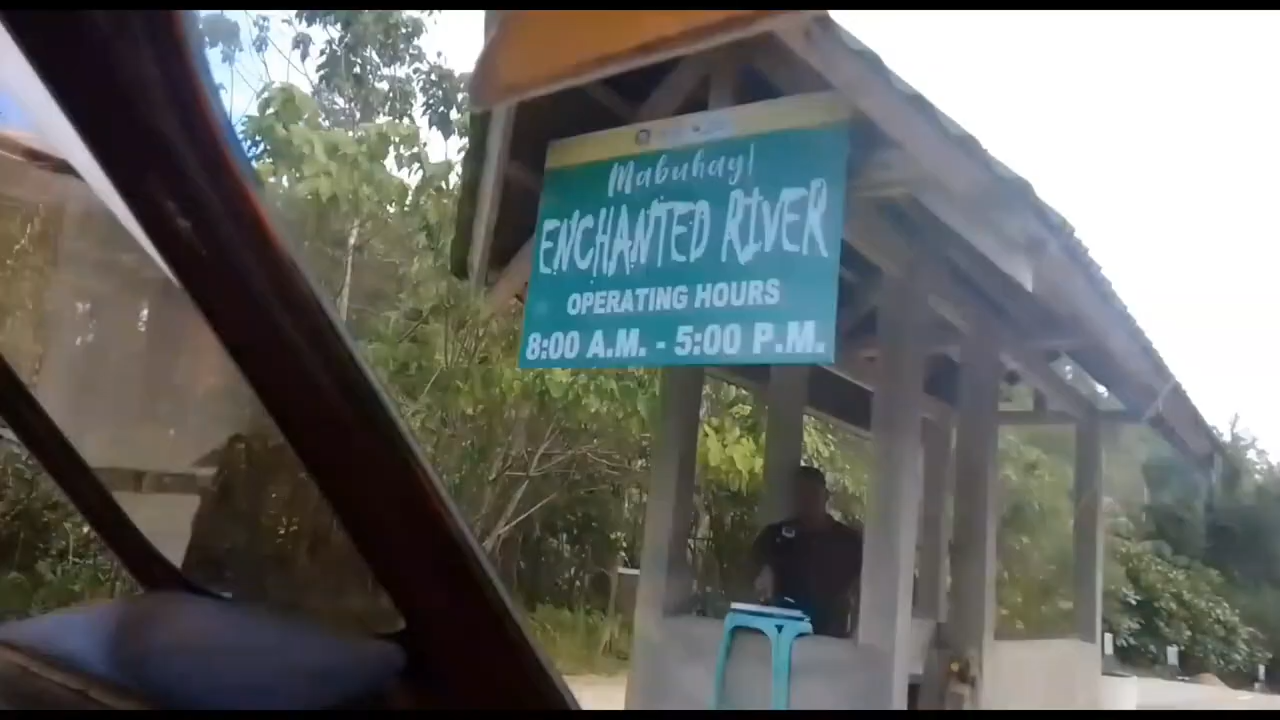 Mabuhay!
ENCHANTED RIVER
OPERATING HOURS
8:00 A.M. - 5:00 P.M.